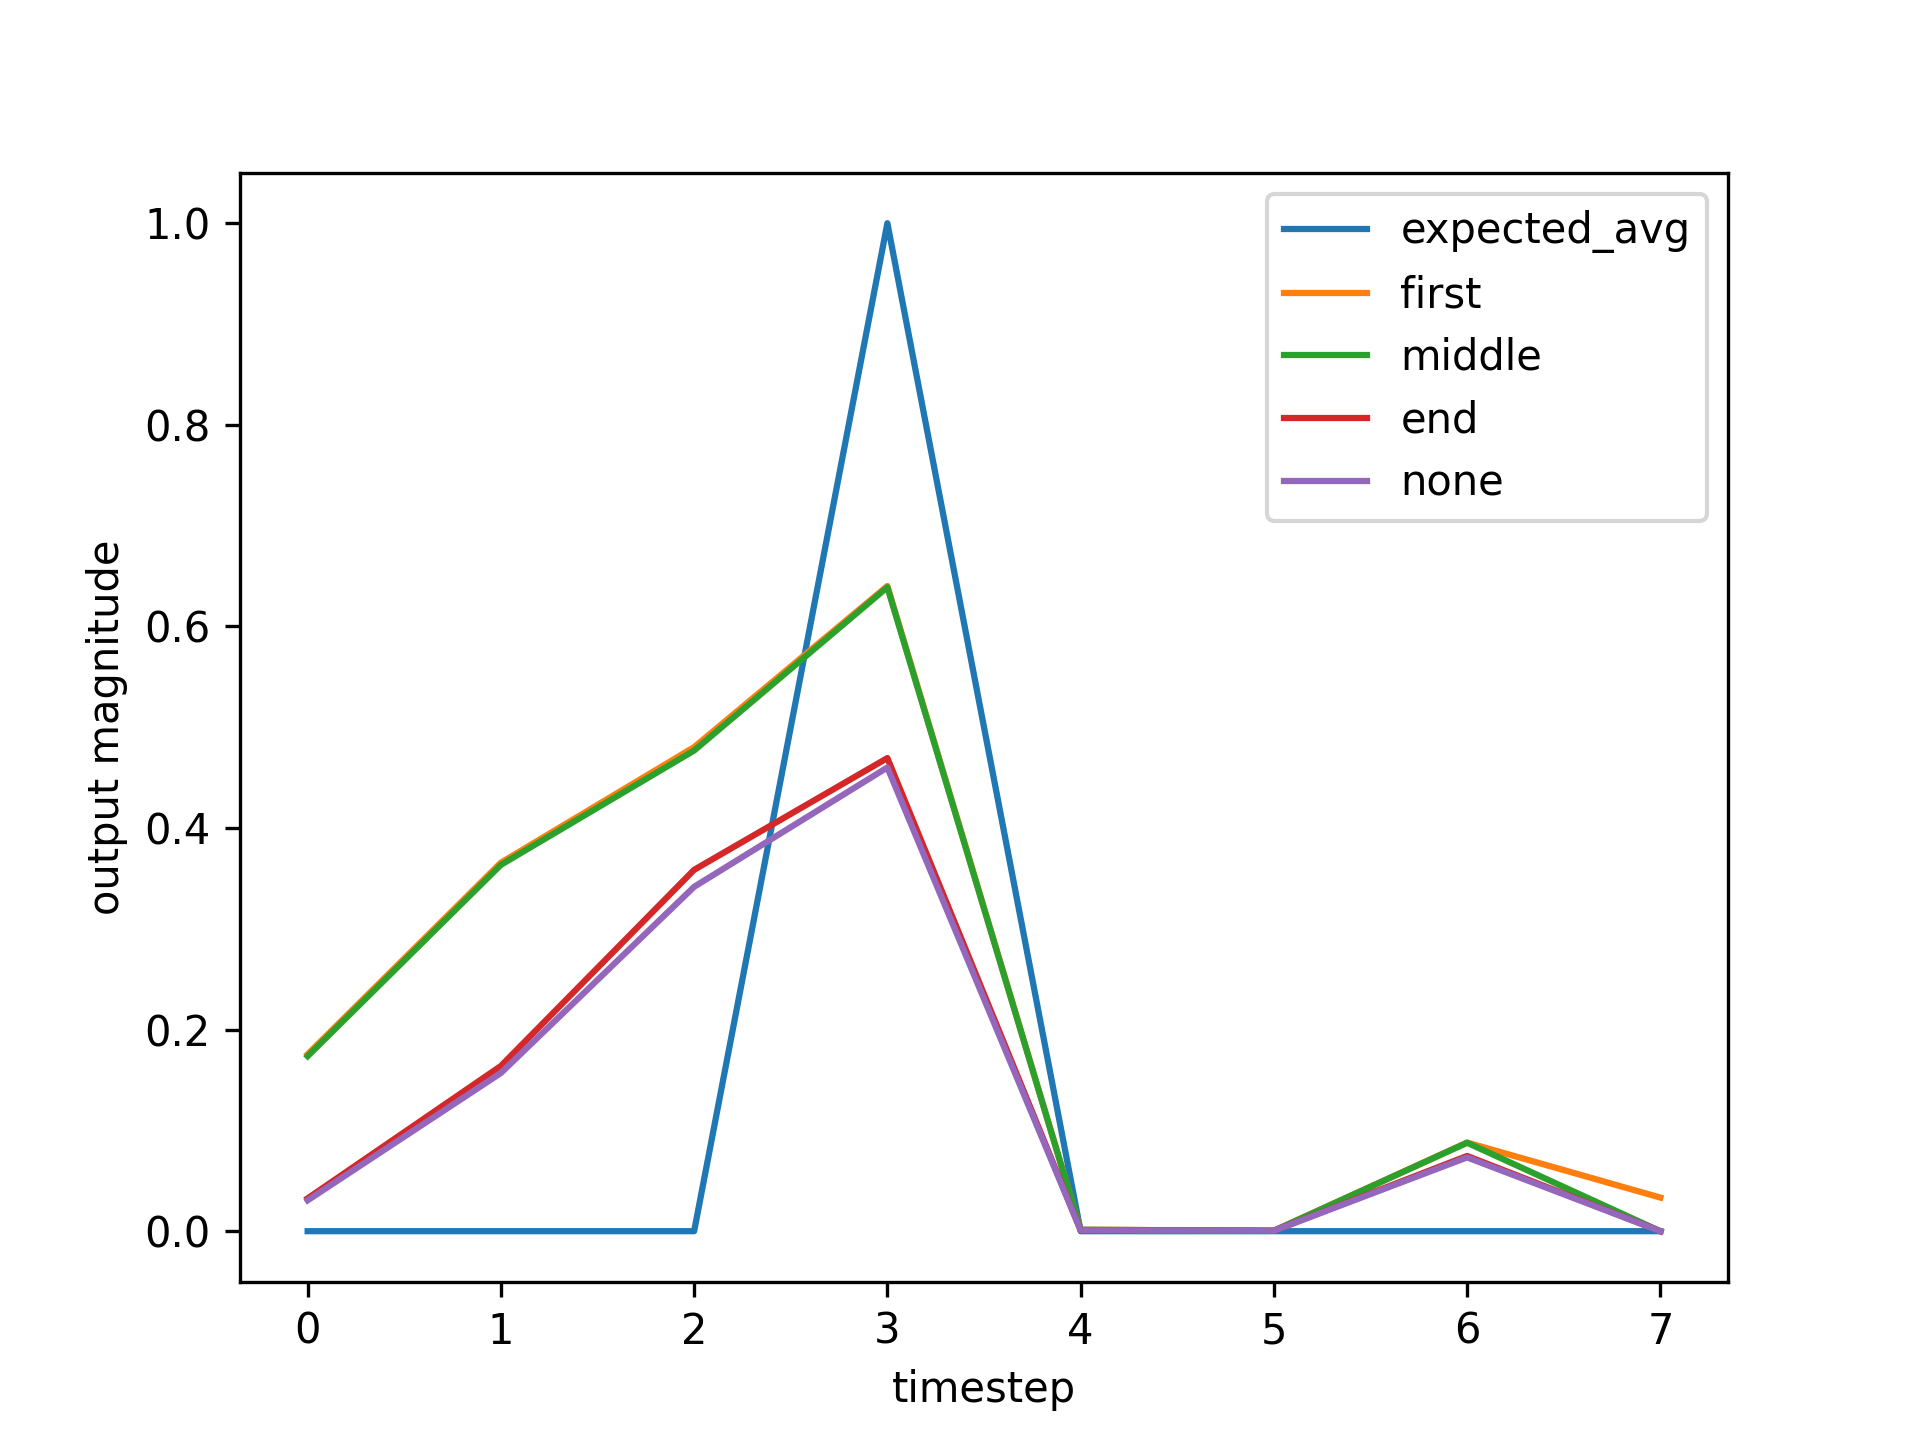 expected_avg
first
middle
end
none
1.0
0.8
0.6
0.4
0.2
0.0
output magnitude
0 1 2 3 4 5 6 7
timestep